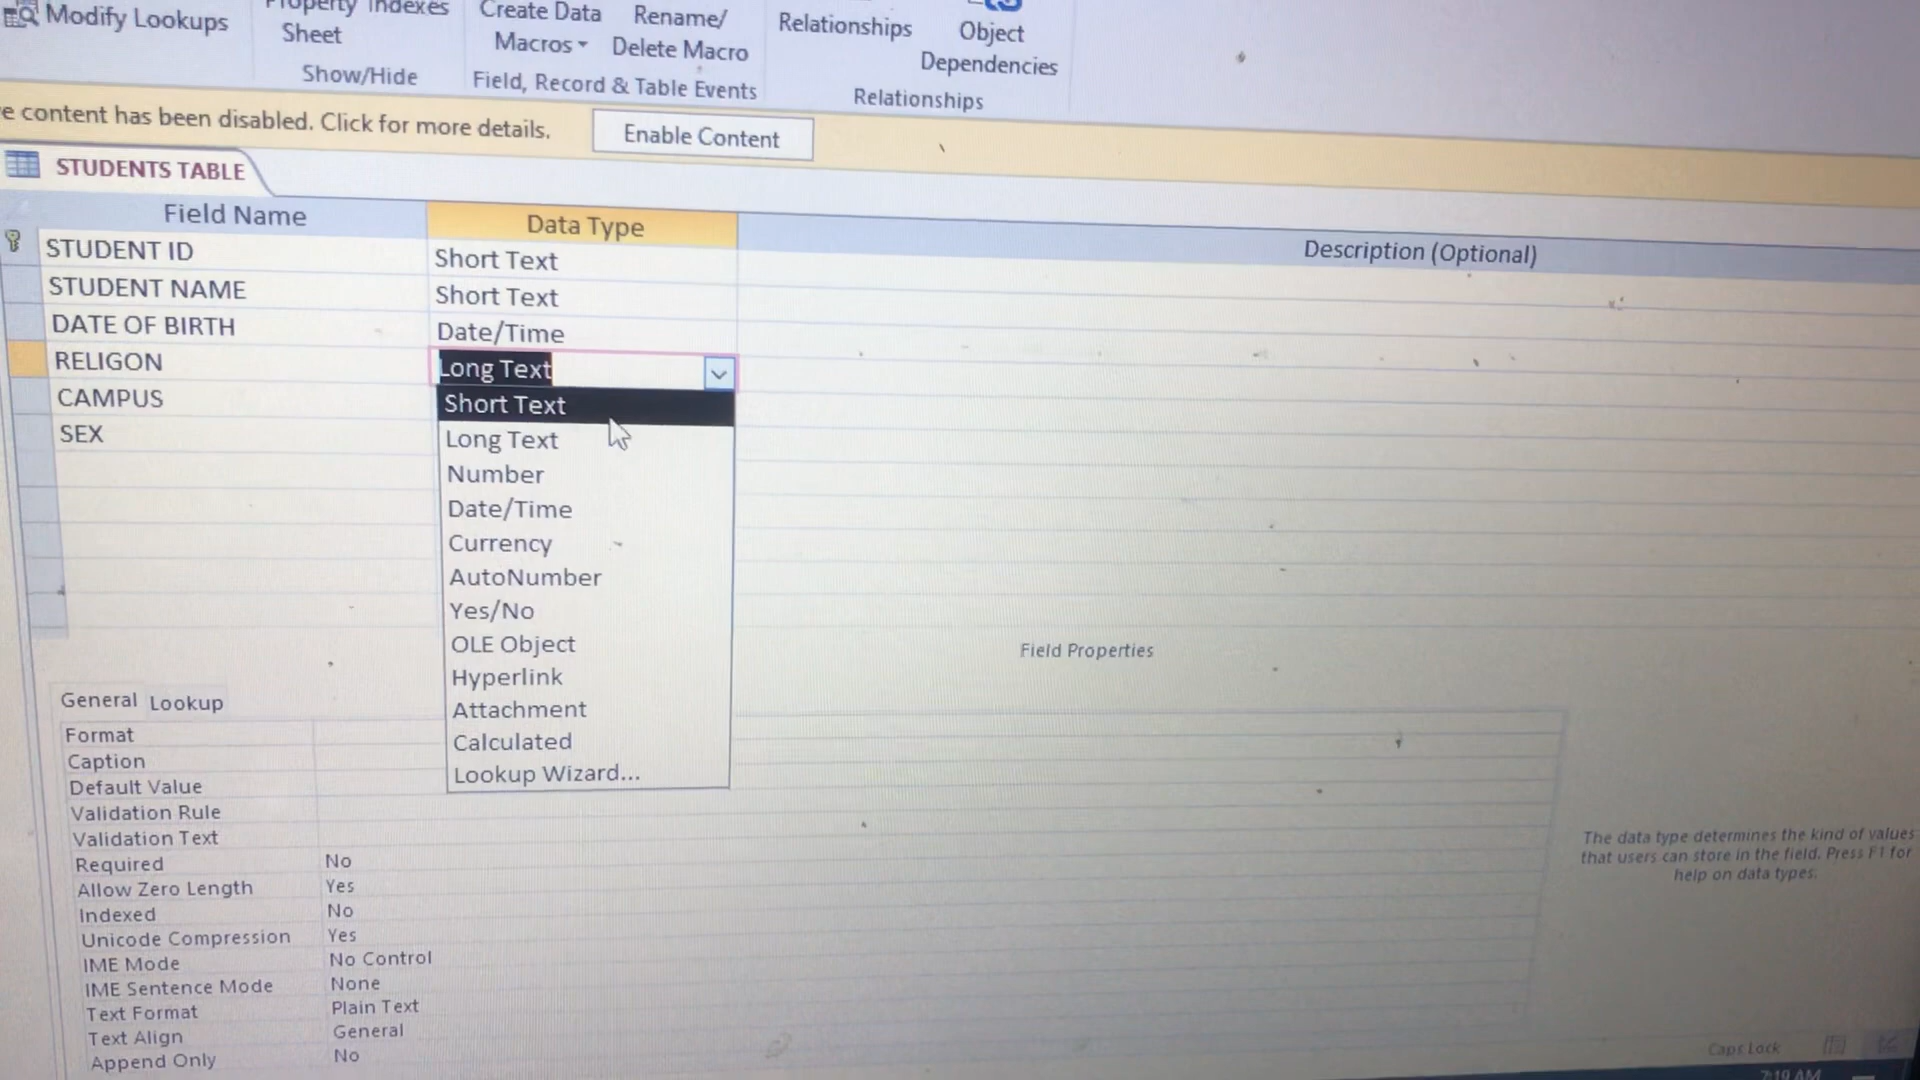 Modify Lookups
Property Indexes
Sheet
Show/Hide
Create Data
Macros
Rename/
Delete Macro
Field, Record & Table Events
Relationships
Object
Dependencies
Relationships
e content has been disabled. Click for more details.
Enable Content
STUDENTS TABLE
Field Name
Data Type
Description (Optional)
STUDENT ID
Short Text
STUDENT NAME
Short Text
DATE OF BIRTH
Date/Time
RELIGON
Long Text
CAMPUS
SEX
Short Text
Long Text
Number
Date/Time
Currency
AutoNumber
Yes/No
OLE Object
Hyperlink
Attachment
Calculated
Lookup Wizard...
Field Properties
General Lookup
Format
Caption
Default Value
Validation Rule
Validation Text
Required No
Allow Zero Length Yes
Indexed No
Unicode Compression Yes
IME Mode No Control
IME Sentence Mode None
Text Format Plain Text
Text Align General
Append Only No
The data type determines the kind of values
that users can store in the field. Press F1 for
help on data types.
Caps Lock
7:19 AM